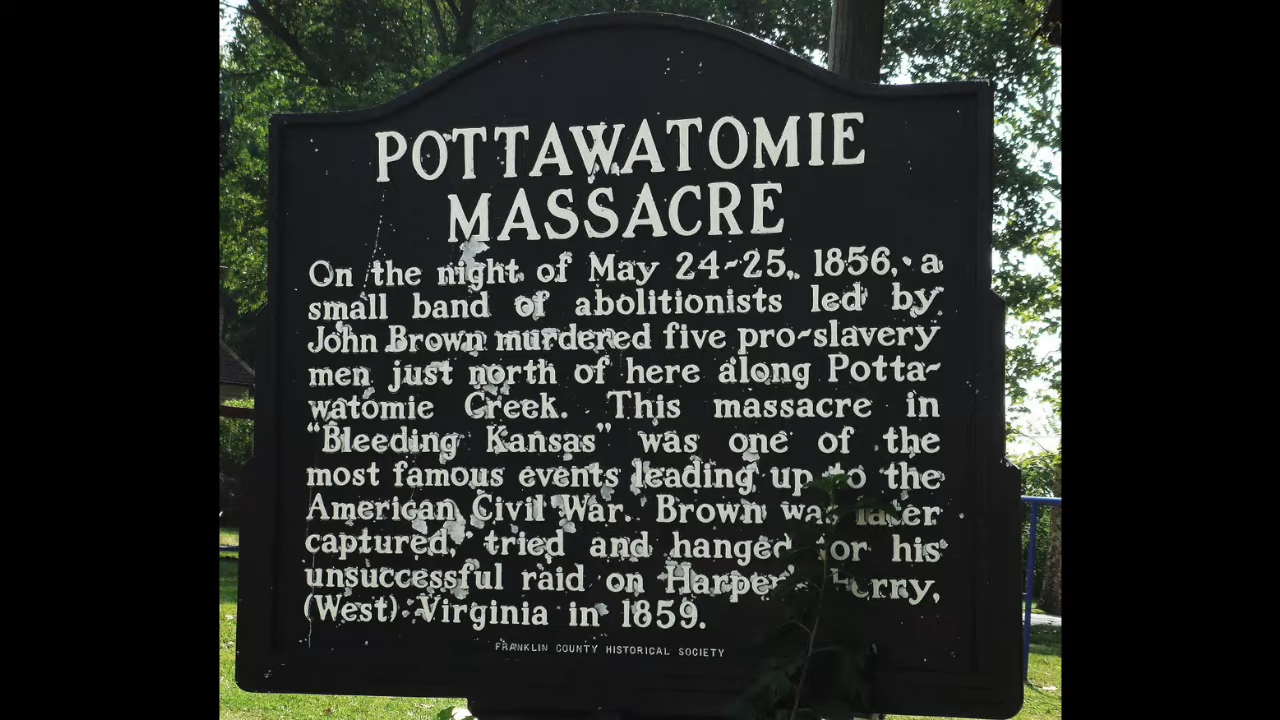 POTTAWATOMIE
MASSACRE
On the night of May 24-25, 1856, a
small band of abolitionists led by
John Brown murdered five pro-slavery
men just north of here along Potta-
watomie Creek. This massacre in
"Bleeding Kansas" was one of the
most famous events leading up to the
American Civil War. Brown was later
captured, tried and hanged for his
unsuccessful raid on Harper's Ferry,
(West) Virginia in 1859.
FRANKLIN COUNTY HISTORICAL SOCIETY